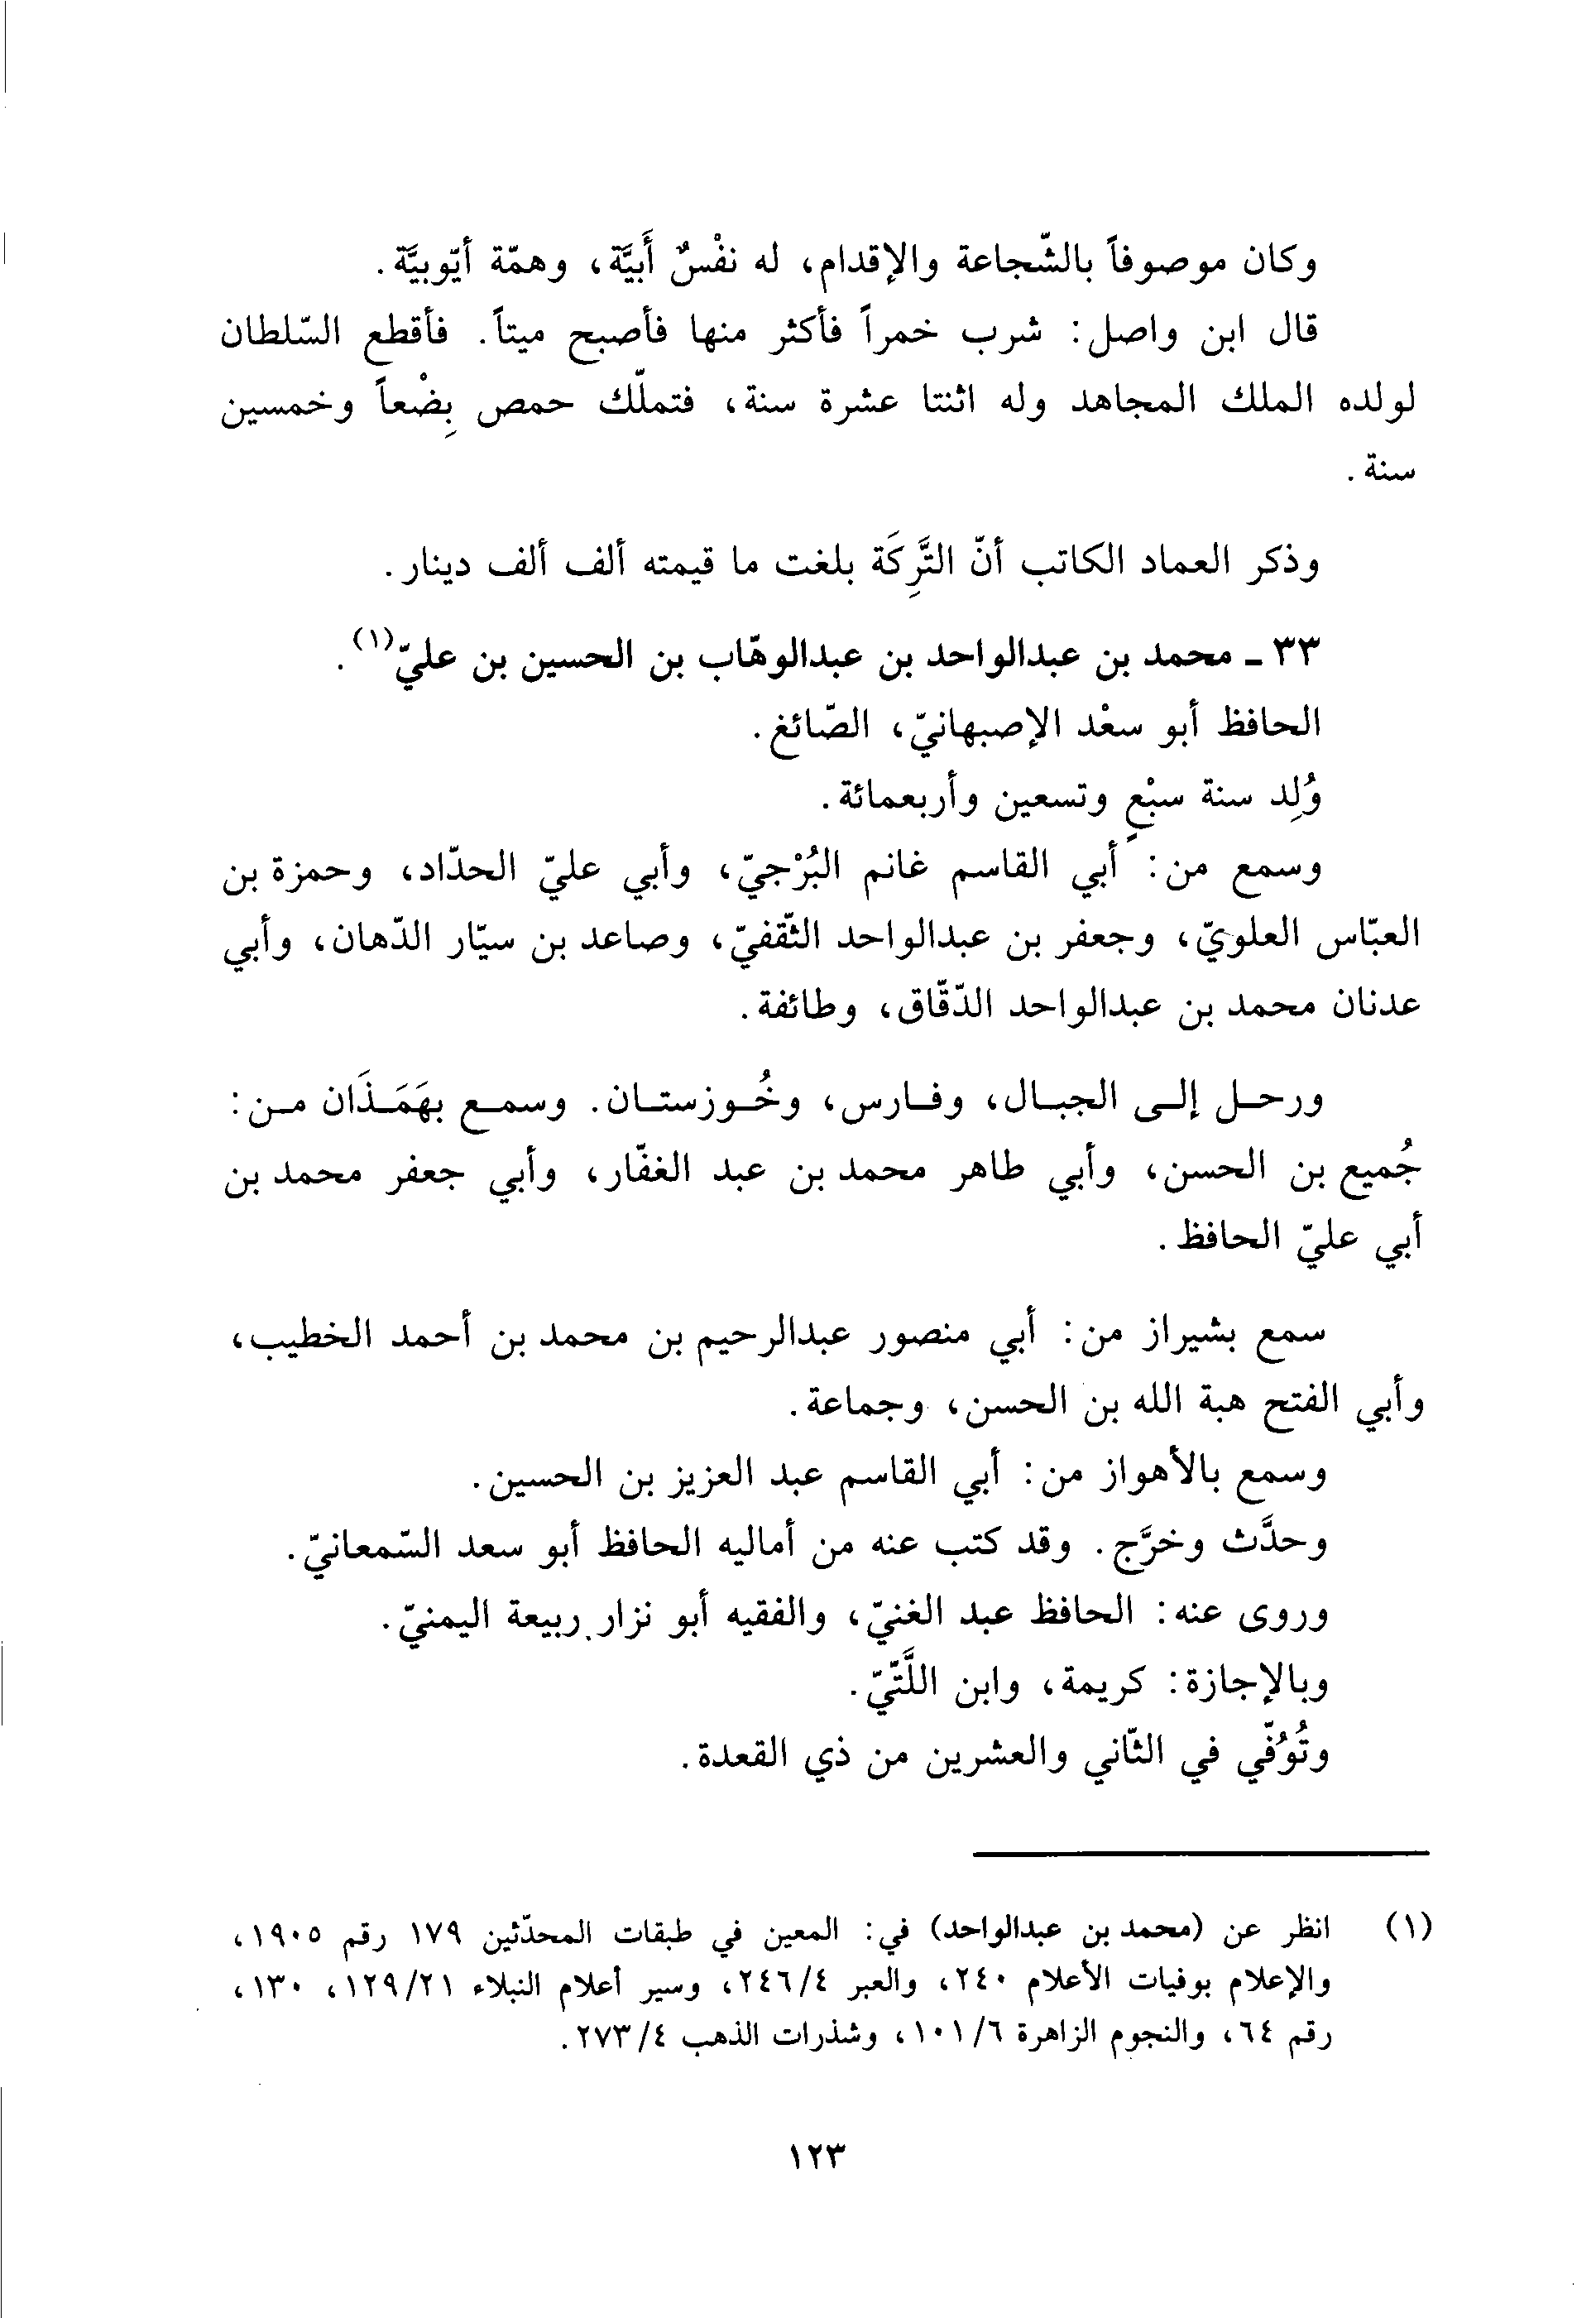 وكان موصوفاً بالشّجاعة والإقدام، له نفْسٌ أَبيَّة، وهمّة أيّوبيَّة.
قال ابن واصل: شرب خمراً فأكثر منها فأصبح ميتاً. فأقطع السّلطان
لولده الملك المجاهد وله اثنتا عشرة سنة، فتملّك حمص بِضْعاً وخمسين
سنة.
وذكر العماد الكاتب أنّ التَّرِكَة بلغت ما قيمته ألف ألف دينار.
٣٣ ـ محمد بن عبدالواحد بن عبدالوهّاب بن الحسين بن عليّ(١).
الحافظ أبو سعْد الإصبهانيّ، الصّائغ.
وُلِد سنة سبْعٍ وتسعين وأربعمائة.
وسمع من: أبي القاسم غانم البُرْجيّ، وأبي عليّ الحدّاد، وحمزة بن
العبّاس العلويّ، وجعفر بن عبدالواحد الثّقفيّ، وصاعد بن سيّار الدّهان، وأبي
عدنان محمد بن عبدالواحد الدّقّاق، وطائفة.
ورحل إلى الجبال، وفارس، وخُوزستان. وسمع بهَمَذَان من:
جُميع بن الحسن، وأبي طاهر محمد بن عبد الغفّار، وأبي جعفر محمد بن
أبي عليّ الحافظ.
سمع بشيراز من: أبي منصور عبدالرحيم بن محمد بن أحمد الخطيب،
وأبي الفتح هبة الله بن الحسن، وجماعة.
وسمع بالأهواز من: أبي القاسم عبد العزيز بن الحسين.
وحدَّث وخرَّج. وقد كتب عنه من أماليه الحافظ أبو سعد السّمعانيّ.
وروى عنه: الحافظ عبد الغنيّ، والفقيه أبو نزار ربيعة اليمنيّ.
وبالإجازة: كريمة، وابن اللَّتّيّ.
وتُوُفّي في الثّاني والعشرين من ذي القعدة.
(١) انظر عن (محمد بن عبدالواحد) في: المعين في طبقات المحدّثين ١٧٩ رقم ١٩٠٥،
والإعلام بوفيات الأعلام ٢٤٠، والعبر ٢٤٦/٤، وسير أعلام النبلاء ١٢٩/٢١، ١٣٠،
رقم ٦٤، والنجوم الزاهرة ١٠١/٦، وشذرات الذهب ٢٧٣/٤.
١٢٣